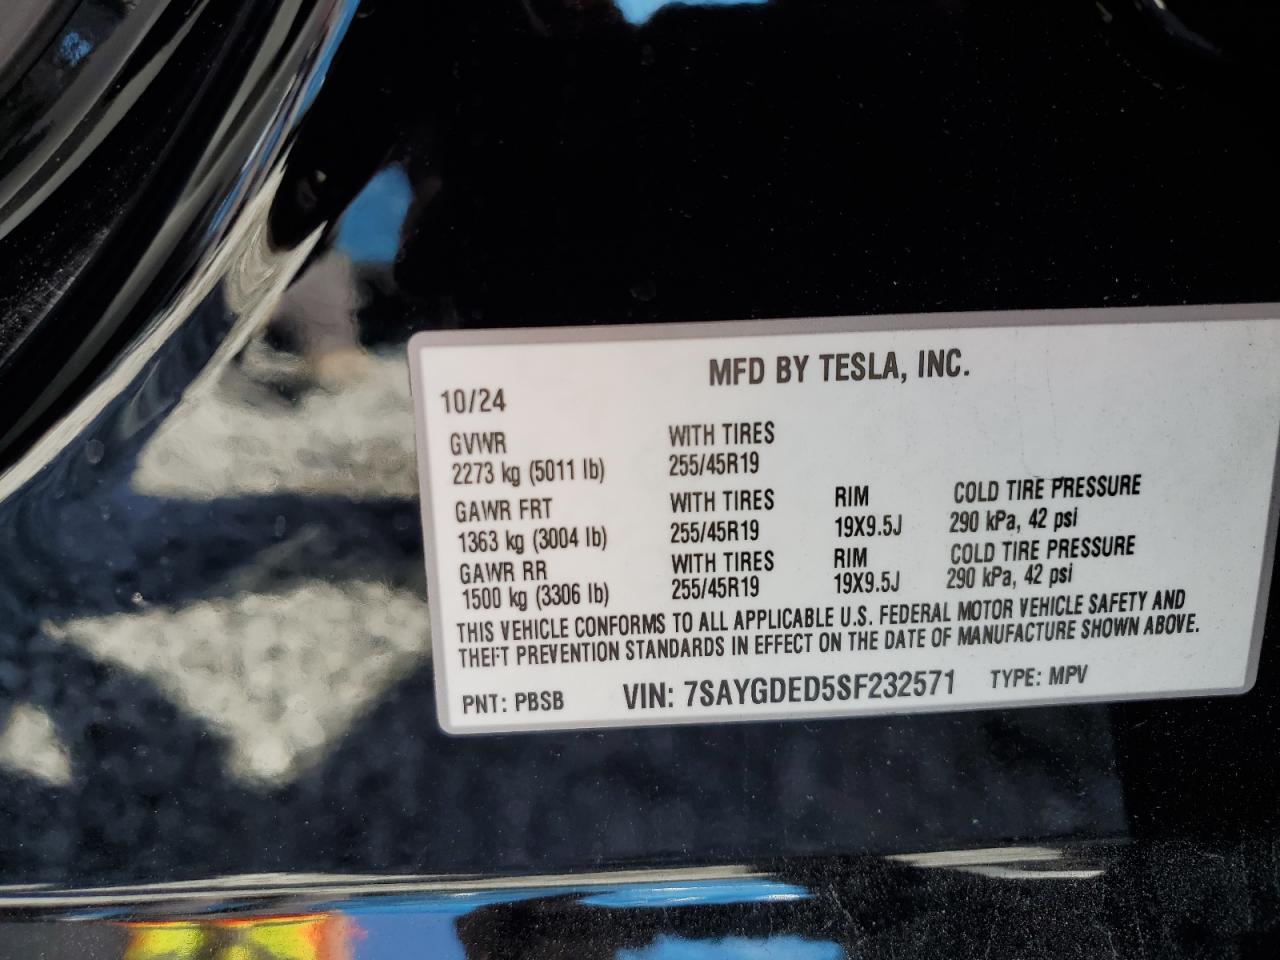 MFD BY TESLA, INC.
10/24
GVWR WITH TIRES
2273 kg (5011 lb) 255/45R19
GAWR FRT WITH TIRES RIM COLD TIRE PRESSURE
1363 kg (3004 lb) 255/45R19 19X9.5J 290 kPa, 42 psi
GAWR RR WITH TIRES RIM COLD TIRE PRESSURE
1500 kg (3306 lb) 255/45R19 19X9.5J 290 kPa, 42 psi
THIS VEHICLE CONFORMS TO ALL APPLICABLE U.S. FEDERAL MOTOR VEHICLE SAFETY AND
THEFT PREVENTION STANDARDS IN EFFECT ON THE DATE OF MANUFACTURE SHOWN ABOVE.
PNT: PBSB VIN: 7SAYGDED5SF232571 TYPE: MPV